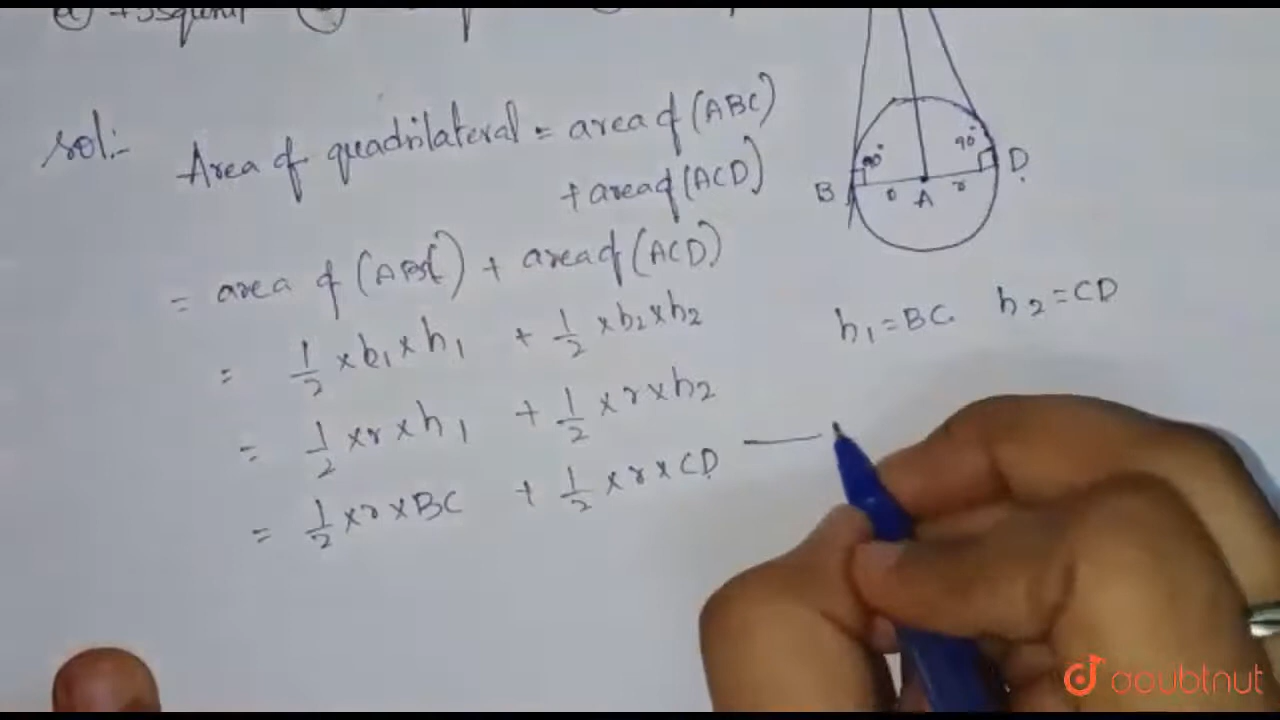 sol:- Area of quadrilateral = area of (ABC)
+ area of (ACD)
= area of (ABC) + area of (ACD)
= 1/2 × b1 × h1 + 1/2 × b2 × h2
= 1/2 × r × h1 + 1/2 × r × h2
= 1/2 × r × BC + 1/2 × r × CD
90° 90°
B A r D
h1 = BC. h2 = CD
doubtnut